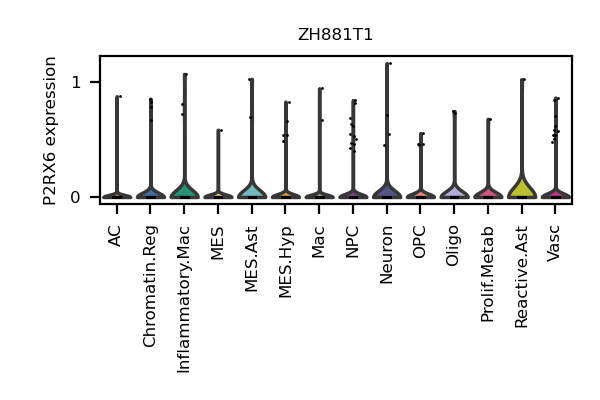 ZH881T1
P2RX6 expression
1
0
AC
Chromatin.Reg
Inflammatory.Mac
MES
MES.Ast
MES.Hyp
Mac
NPC
Neuron
OPC
Oligo
Prolif.Metab
Reactive.Ast
Vasc